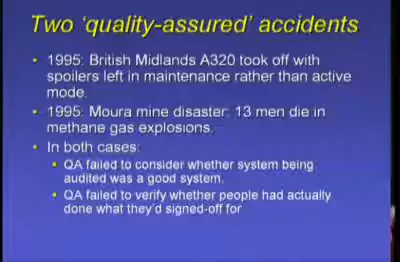 Two 'quality-assured' accidents
• 1995: British Midlands A320 took off with
spoilers left in maintenance rather than active
mode.
• 1995: Moura mine disaster: 13 men die in
methane gas explosions.
• In both cases:
• QA failed to consider whether system being
audited was a good system.
• QA failed to verify whether people had actually
done what they'd signed-off for